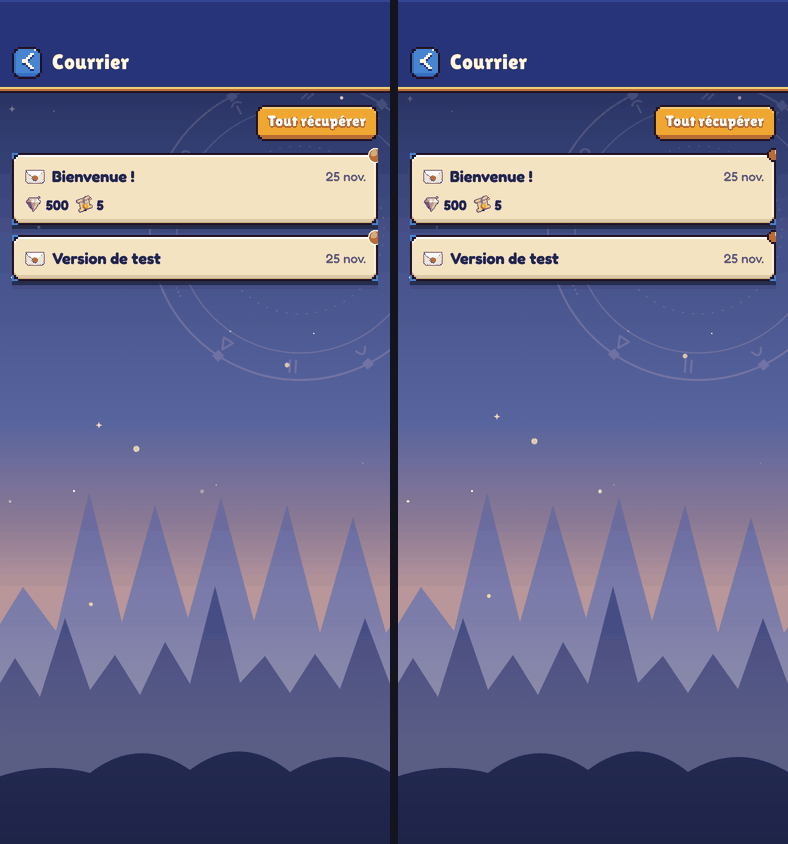 Courrier
Tout récupérer
Bienvenue !
25 nov.
500 5
Version de test
25 nov.
Courrier
Tout récupérer
Bienvenue !
25 nov.
500 5
Version de test
25 nov.